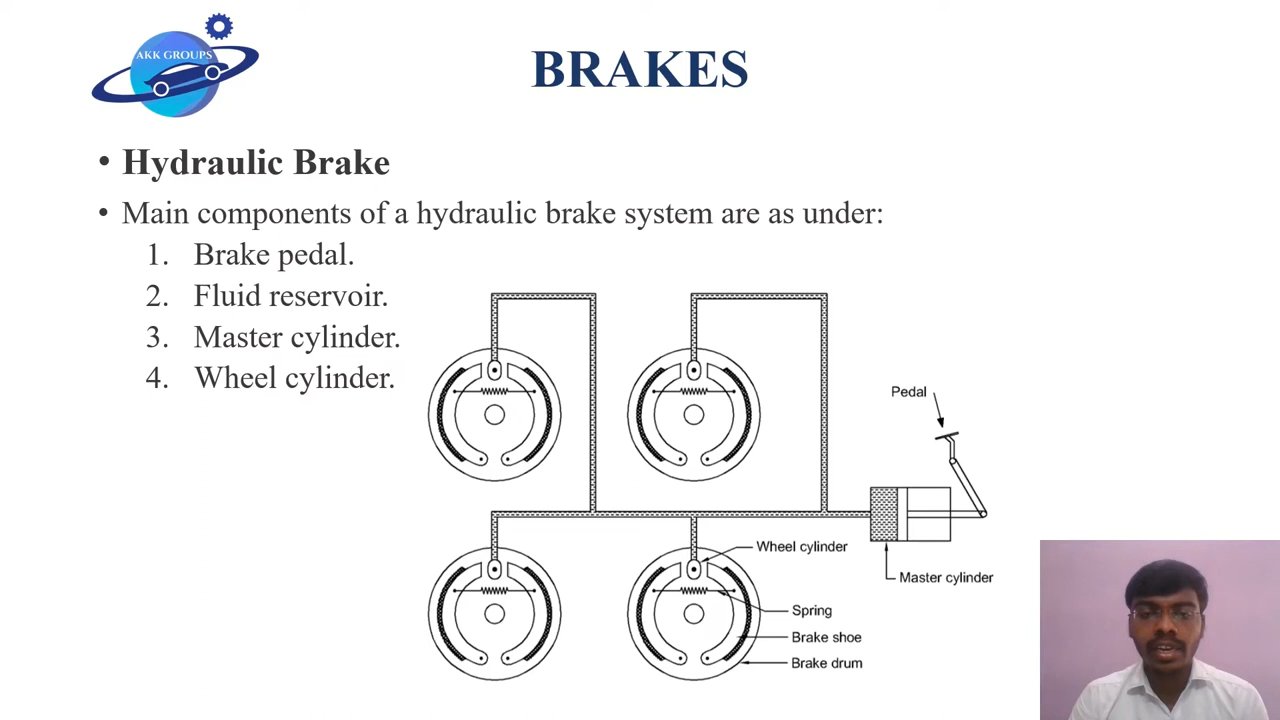 AKK GROUPS
BRAKES
• Hydraulic Brake
• Main components of a hydraulic brake system are as under:
1. Brake pedal.
2. Fluid reservoir.
3. Master cylinder.
4. Wheel cylinder.
Pedal
Wheel cylinder
Master cylinder
Spring
Brake shoe
Brake drum